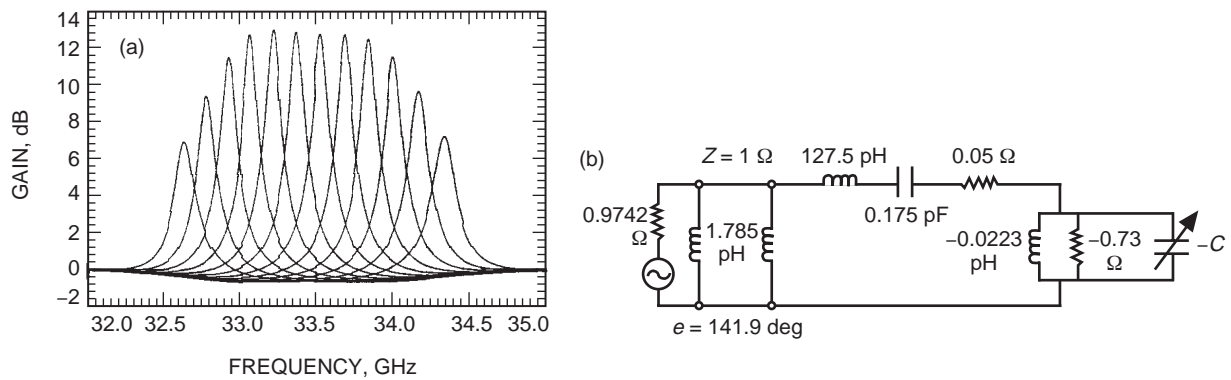 (a)
GAIN, dB
14
12
10
8
6
4
2
0
−2
32.0 32.5 33.0 33.5 34.0 34.5 35.0
FREQUENCY, GHz
(b)
Z = 1 Ω
127.5 pH
0.05 Ω
0.9742
Ω
1.785
pH
0.175 pF
−0.0223
pH
−0.73
Ω
−C
e = 141.9 deg